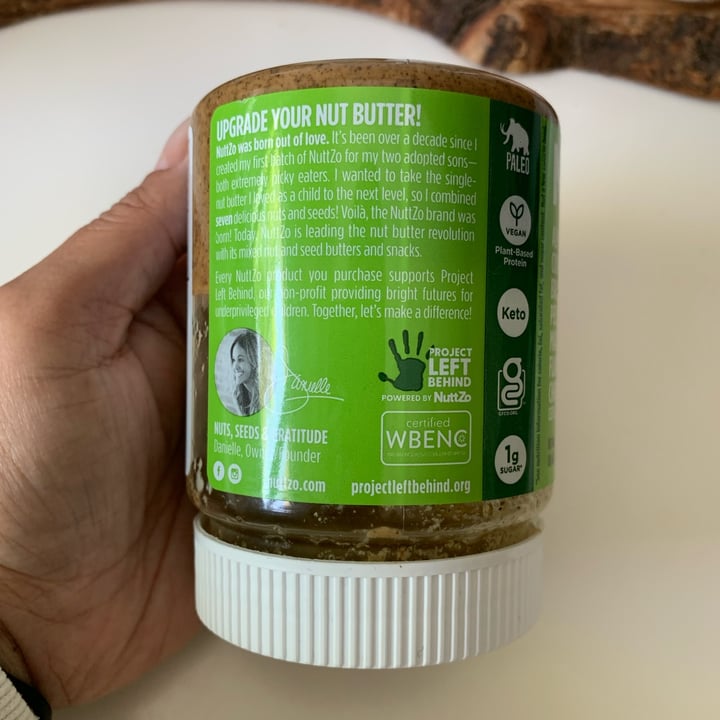 UPGRADE YOUR NUT BUTTER!
NuttZo was born out of love. It's been over a decade since I
created my first batch of NuttZo for my two adopted sons—
both extremely picky eaters. I wanted to take the single-
nut butter I loved as a child to the next level, so I combined
seven delicious nuts and seeds! Voilà, the NuttZo brand was
born! Today, NuttZo is leading the nut butter revolution
with its mixed nut and seed butters and snacks.
Every NuttZo product you purchase supports Project
Left Behind, our non-profit providing bright futures for
underprivileged children. Together, let's make a difference!
Danielle
PROJECT
LEFT
BEHIND
POWERED BY NuttZo
NUTS, SEEDS & GRATITUDE
Danielle, Owner/Founder
certified
WBENC
nuttzo.com
projectleftbehind.org
PALEO
VEGAN
Plant-Based
Protein
Keto
GFCO.ORG
1g
SUGAR*